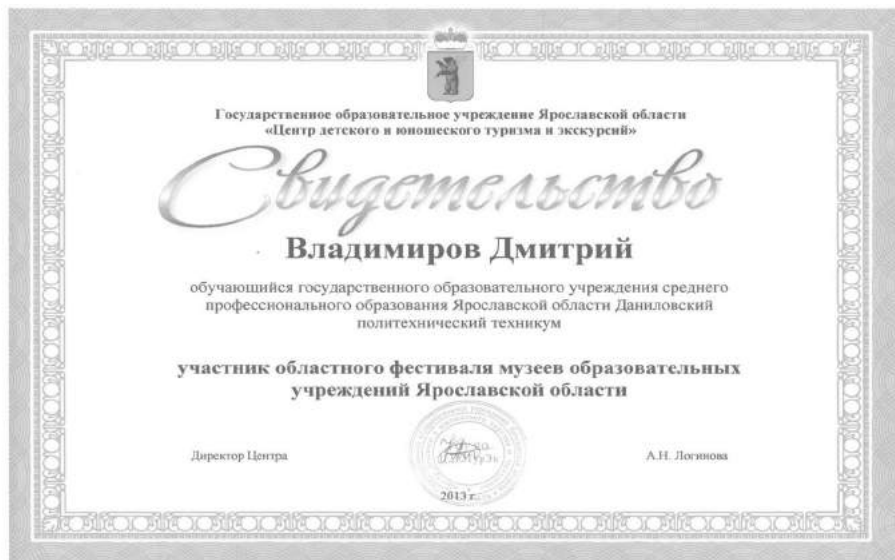 Государственное образовательное учреждение Ярославской области
«Центр детского и юношеского туризма и экскурсий»
Свидетельство
Владимиров Дмитрий
обучающийся государственного образовательного учреждения среднего
профессионального образования Ярославской области Даниловский
политехнический техникум
участник областного фестиваля музеев образовательных
учреждений Ярославской области
Директор Центра
А.Н. Логинова
2013 г.